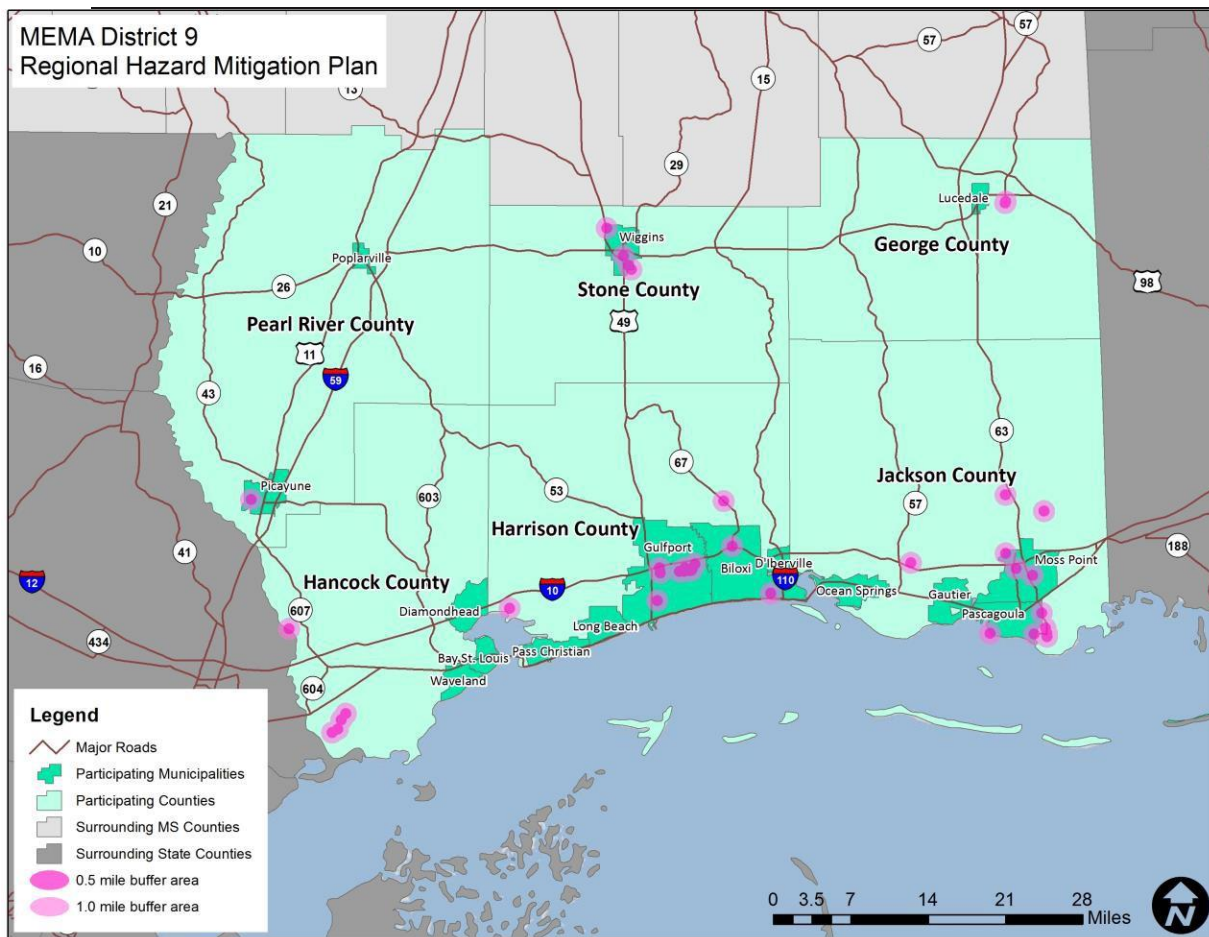 MEMA District 9
Regional Hazard Mitigation Plan
57
57
13
15
29
21
Lucedale
George County
Wiggins
10
Poplarville
26
Stone County
98
Pearl River County
49
11
16
59
43
63
67
Jackson County
Picayune
603
53
57
Harrison County
Gulfport
Moss Point
188
41
D'Iberville
Biloxi
110
12
Hancock County
10
Ocean Springs
Gautier
Diamondhead
607
Pascagoula
Long Beach
434
Pass Christian
Bay St. Louis
Waveland
604
Legend
Major Roads
Participating Municipalities
Participating Counties
Surrounding MS Counties
Surrounding State Counties
0.5 mile buffer area
1.0 mile buffer area
0 3.5 7 14 21 28
Miles
N